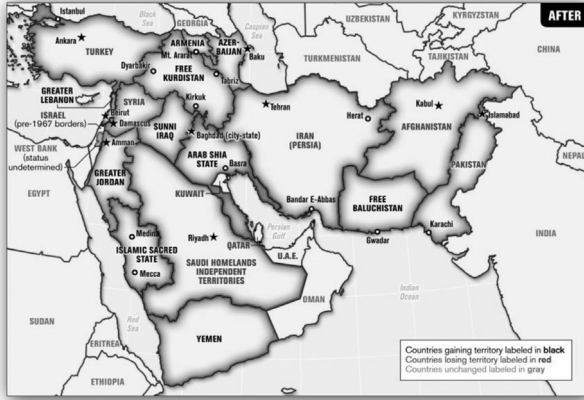 AFTER
Istanbul
Black
Sea
GEORGIA
Caspian
Sea
UZBEKISTAN
KYRGYZSTAN
Ankara
TURKEY
ARMENIA
Mt. Ararat
AZER-
BAIJAN
Baku
TURKMENISTAN
TAJIKISTAN
CHINA
Dyarbakir
FREE
KURDISTAN
Tabriz
GREATER
LEBANON
SYRIA
Kirkuk
Tehran
Herat
Kabul
Islamabad
ISRAEL
(pre-1967 borders)
Beirut
Damascus
SUNNI
IRAQ
Baghdad (city-state)
IRAN
(PERSIA)
AFGHANISTAN
WEST BANK
(status
undetermined)
Amman
ARAB SHIA
STATE
Basra
PAKISTAN
NEPAL
GREATER
JORDAN
EGYPT
KUWAIT
Bandar E-Abbas
FREE
BALUCHISTAN
Karachi
INDIA
Medina
ISLAMIC SACRED
STATE
Mecca
Riyadh
QATAR
Persian
Gulf
U.A.E.
Gwadar
SAUDI HOMELANDS
INDEPENDENT
TERRITORIES
OMAN
Indian
Ocean
SUDAN
Red
Sea
YEMEN
ERITREA
ETHIOPIA
Countries gaining territory labeled in black
Countries losing territory labeled in red
Countries unchanged labeled in gray